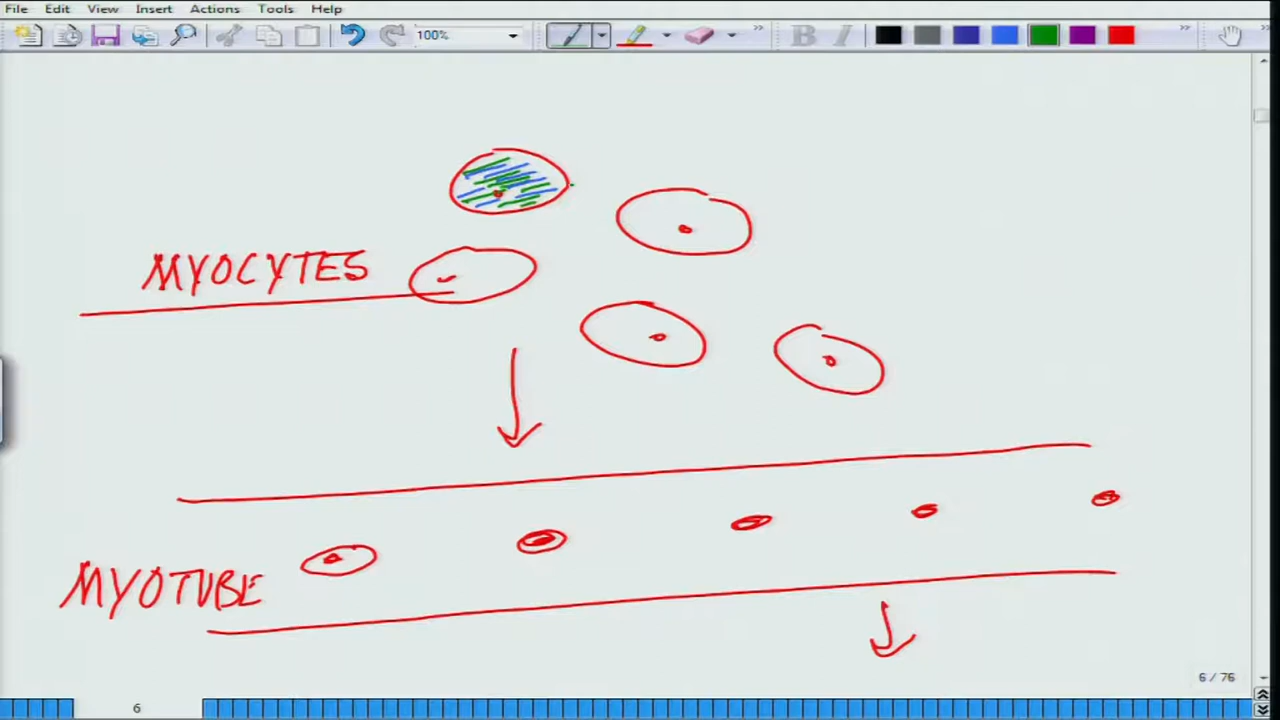 File Edit View Insert Actions Tools Help
100%
MYOCYTES
MYOTUBE
6 / 76
6